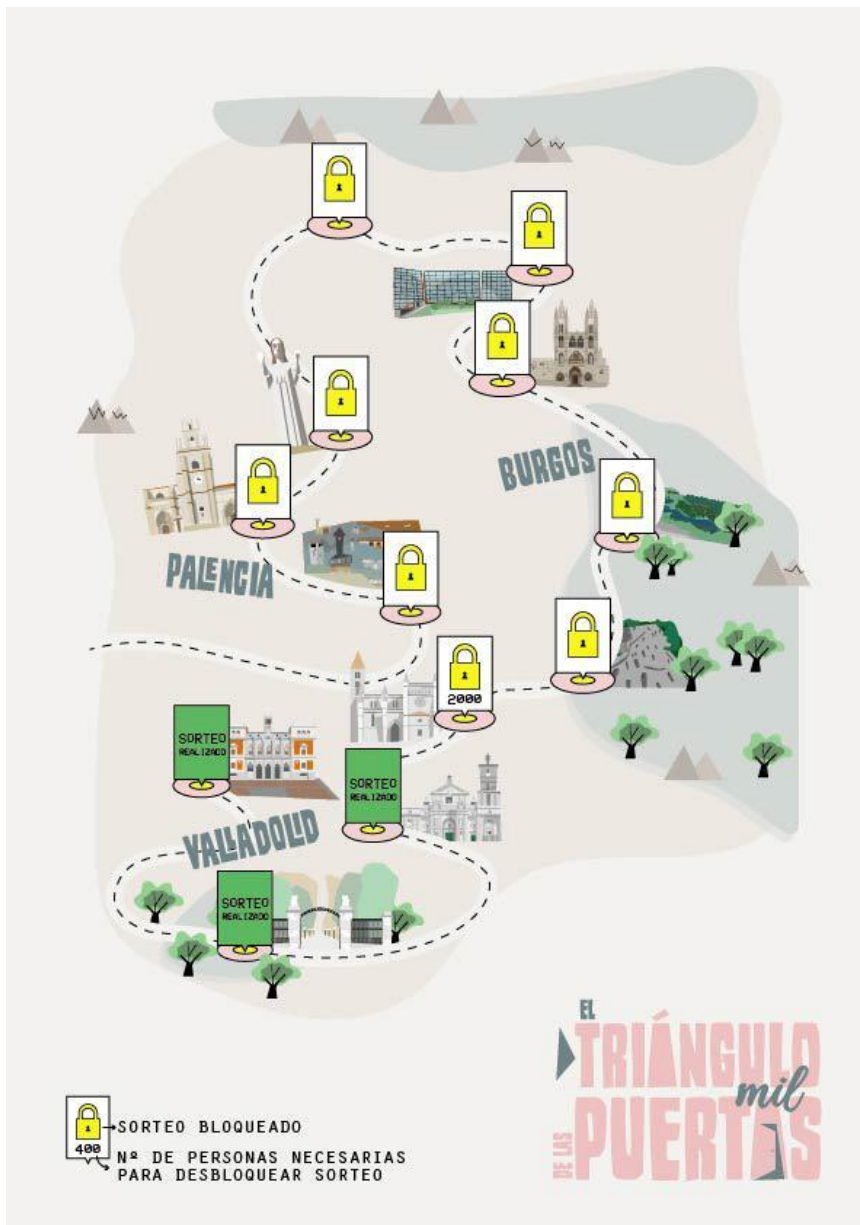 BURGOS
PALENCIA
2000
SORTEO
REALIZADO
SORTEO
REALIZADO
VALLADOLID
SORTEO
REALIZADO
EL
TRIÁNGULO
DE LAS
mil
PUERTAS
SORTEO BLOQUEADO
400
Nº DE PERSONAS NECESARIAS
PARA DESBLOQUEAR SORTEO